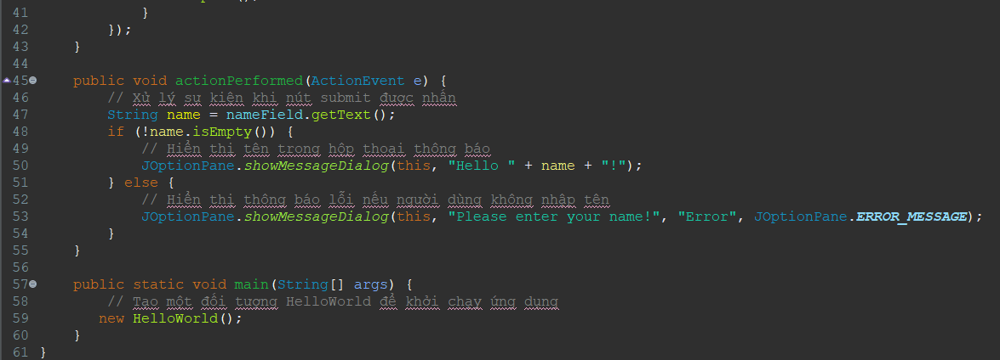 41 }
42 });
43 }
44
45 public void actionPerformed(ActionEvent e) {
46 // Xử lý sự kiện khi nút submit được nhấn
47 String name = nameField.getText();
48 if (!name.isEmpty()) {
49 // Hiển thị tên trong hộp thoại thông báo
50 JOptionPane.showMessageDialog(this, "Hello " + name + "!");
51 } else {
52 // Hiển thị thông báo lỗi nếu người dùng không nhập tên
53 JOptionPane.showMessageDialog(this, "Please enter your name!", "Error", JOptionPane.ERROR_MESSAGE);
54 }
55 }
56
57 public static void main(String[] args) {
58 // Tạo một đối tượng HelloWorld để khởi chạy ứng dụng
59 new HelloWorld();
60 }
61 }